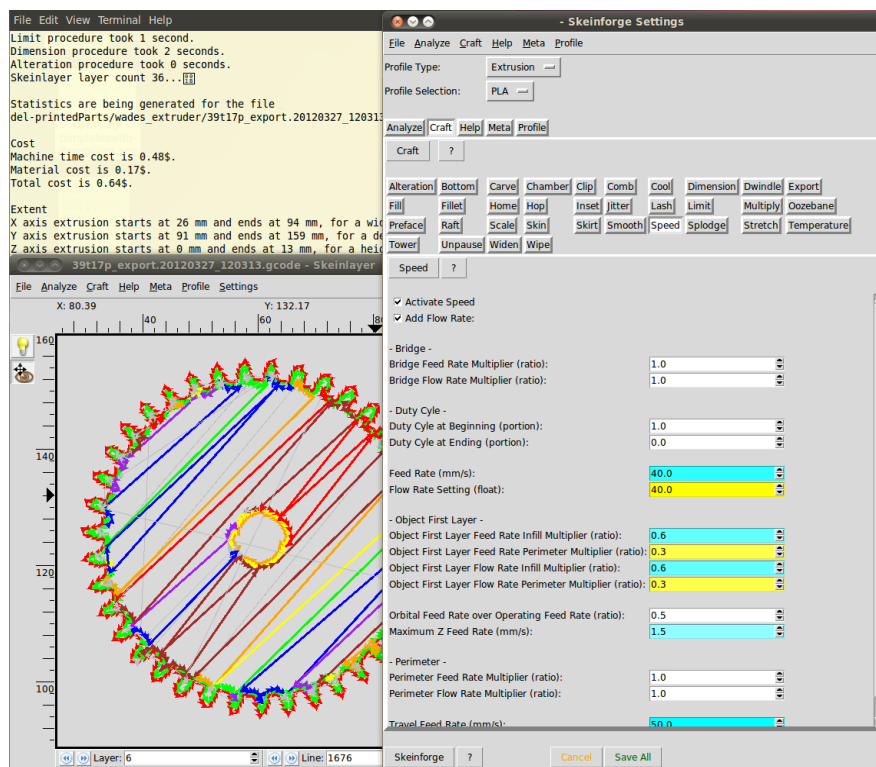 File Edit View Terminal Help
Limit procedure took 1 second.
Dimension procedure took 2 seconds.
Alteration procedure took 0 seconds.
Skeinlayer layer count 36...
Statistics are being generated for the file
del-printedParts/wades_extruder/39t17p_export.20120327_120313
Cost
Machine time cost is 0.48$.
Material cost is 0.17$.
Total cost is 0.64$.
Extent
X axis extrusion starts at 26 mm and ends at 94 mm, for a wid
Y axis extrusion starts at 91 mm and ends at 159 mm, for a de
Z axis extrusion starts at 0 mm and ends at 13 mm, for a heig
39t17p_export.20120327_120313.gcode - Skeinlayer
File Analyze Craft Help Meta Profile Settings
X: 80.39 Y: 132.17
40 60 80
160
140
120
100
Layer: 6 Line: 1676
- Skeinforge Settings
File Analyze Craft Help Meta Profile
Profile Type: Extrusion
Profile Selection: PLA
Analyze Craft Help Meta Profile
Craft ?
Alteration Bottom Carve Chamber Clip Comb Cool Dimension Dwindle Export
Fill Fillet Home Hop Inset Jitter Lash Limit Multiply Oozebane
Preface Raft Scale Skin Skirt Smooth Speed Splodge Stretch Temperature
Tower Unpause Widen Wipe
Speed ?
Activate Speed
Add Flow Rate:
- Bridge -
Bridge Feed Rate Multiplier (ratio): 1.0
Bridge Flow Rate Multiplier (ratio): 1.0
- Duty Cyle -
Duty Cyle at Beginning (portion): 1.0
Duty Cyle at Ending (portion): 0.0
Feed Rate (mm/s): 40.0
Flow Rate Setting (float): 40.0
- Object First Layer -
Object First Layer Feed Rate Infill Multiplier (ratio): 0.6
Object First Layer Feed Rate Perimeter Multiplier (ratio): 0.3
Object First Layer Flow Rate Infill Multiplier (ratio): 0.6
Object First Layer Flow Rate Perimeter Multiplier (ratio): 0.3
Orbital Feed Rate over Operating Feed Rate (ratio): 0.5
Maximum Z Feed Rate (mm/s): 1.5
- Perimeter -
Perimeter Feed Rate Multiplier (ratio): 1.0
Perimeter Flow Rate Multiplier (ratio): 1.0
Travel Feed Rate (mm/s): 50.0
Skeinforge ? Cancel Save All